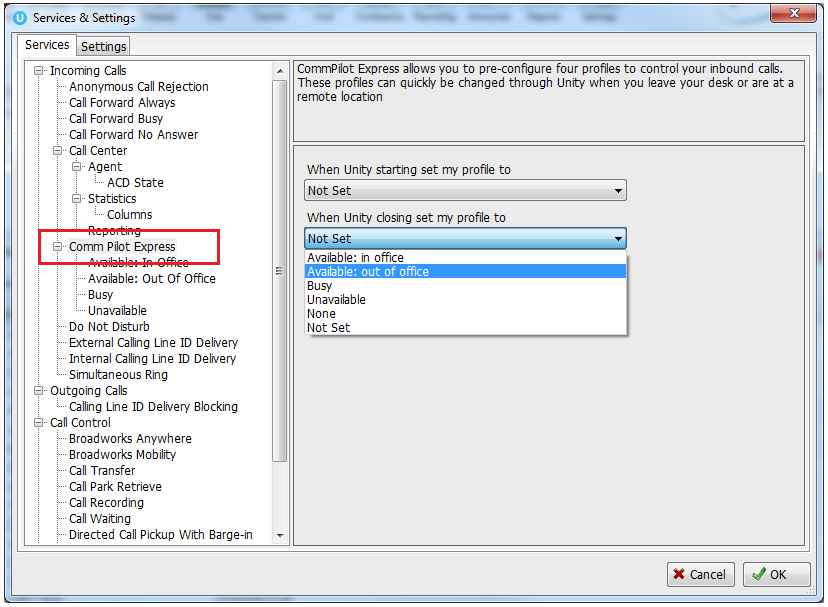 Services & Settings
Services
Settings
Incoming Calls
Anonymous Call Rejection
Call Forward Always
Call Forward Busy
Call Forward No Answer
Call Center
Agent
ACD State
Statistics
Columns
Reporting
Comm Pilot Express
Available: In Office
Available: Out Of Office
Busy
Unavailable
Do Not Disturb
External Calling Line ID Delivery
Internal Calling Line ID Delivery
Simultaneous Ring
Outgoing Calls
Calling Line ID Delivery Blocking
Call Control
Broadworks Anywhere
Broadworks Mobility
Call Transfer
Call Park Retrieve
Call Recording
Call Waiting
Directed Call Pickup With Barge-in
CommPilot Express allows you to pre-configure four profiles to control your inbound calls.
These profiles can quickly be changed through Unity when you leave your desk or are at a
remote location
When Unity starting set my profile to
Not Set
When Unity closing set my profile to
Not Set
Available: in office
Available: out of office
Busy
Unavailable
None
Not Set
Cancel
OK